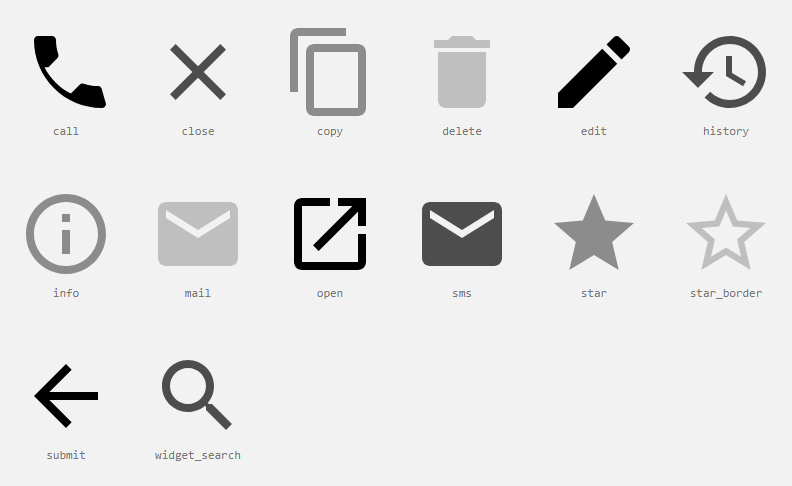 call
close
copy
delete
edit
history
info
mail
open
sms
star
star_border
submit
widget_search